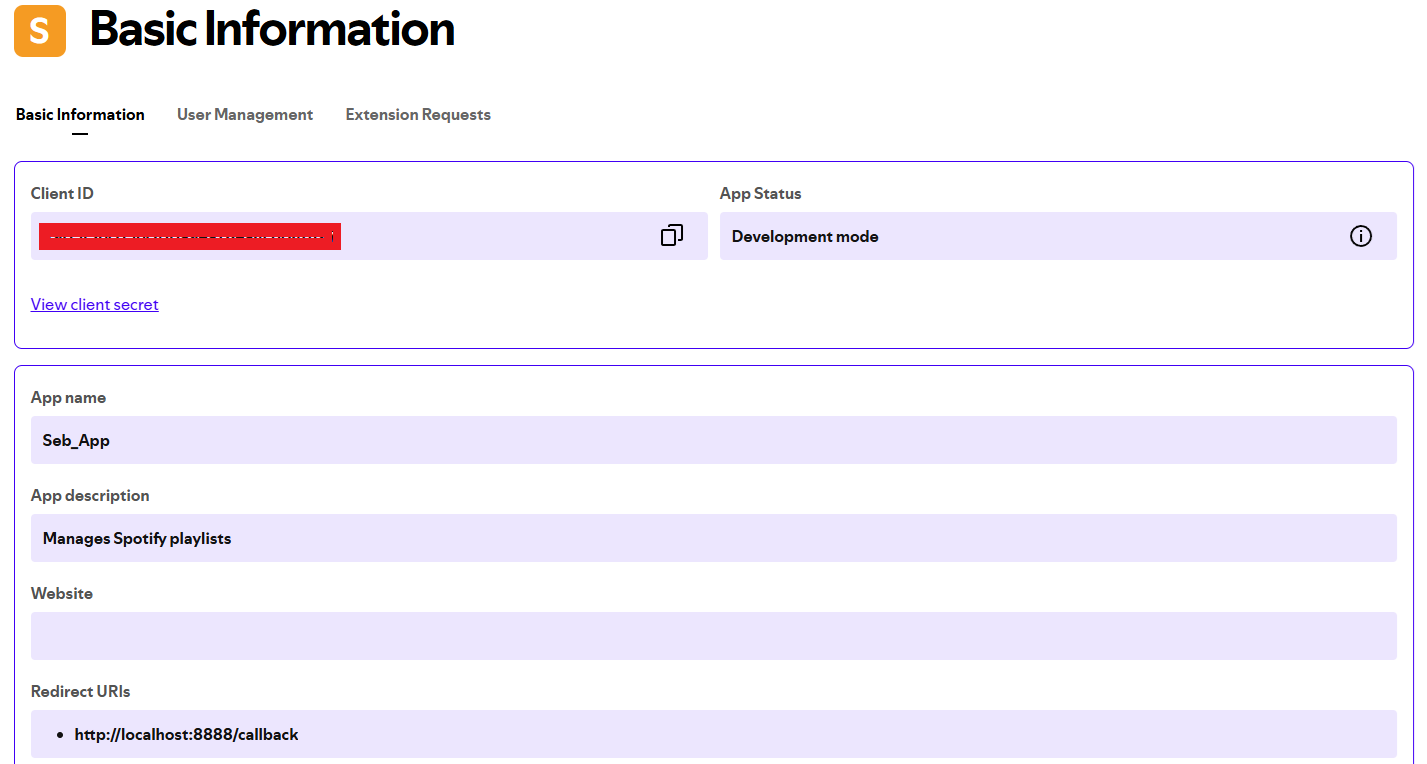 S
Basic Information
Basic Information User Management Extension Requests
Client ID
App Status
Development mode
View client secret
App name
Seb_App
App description
Manages Spotify playlists
Website
Redirect URIs
• http://localhost:8888/callback